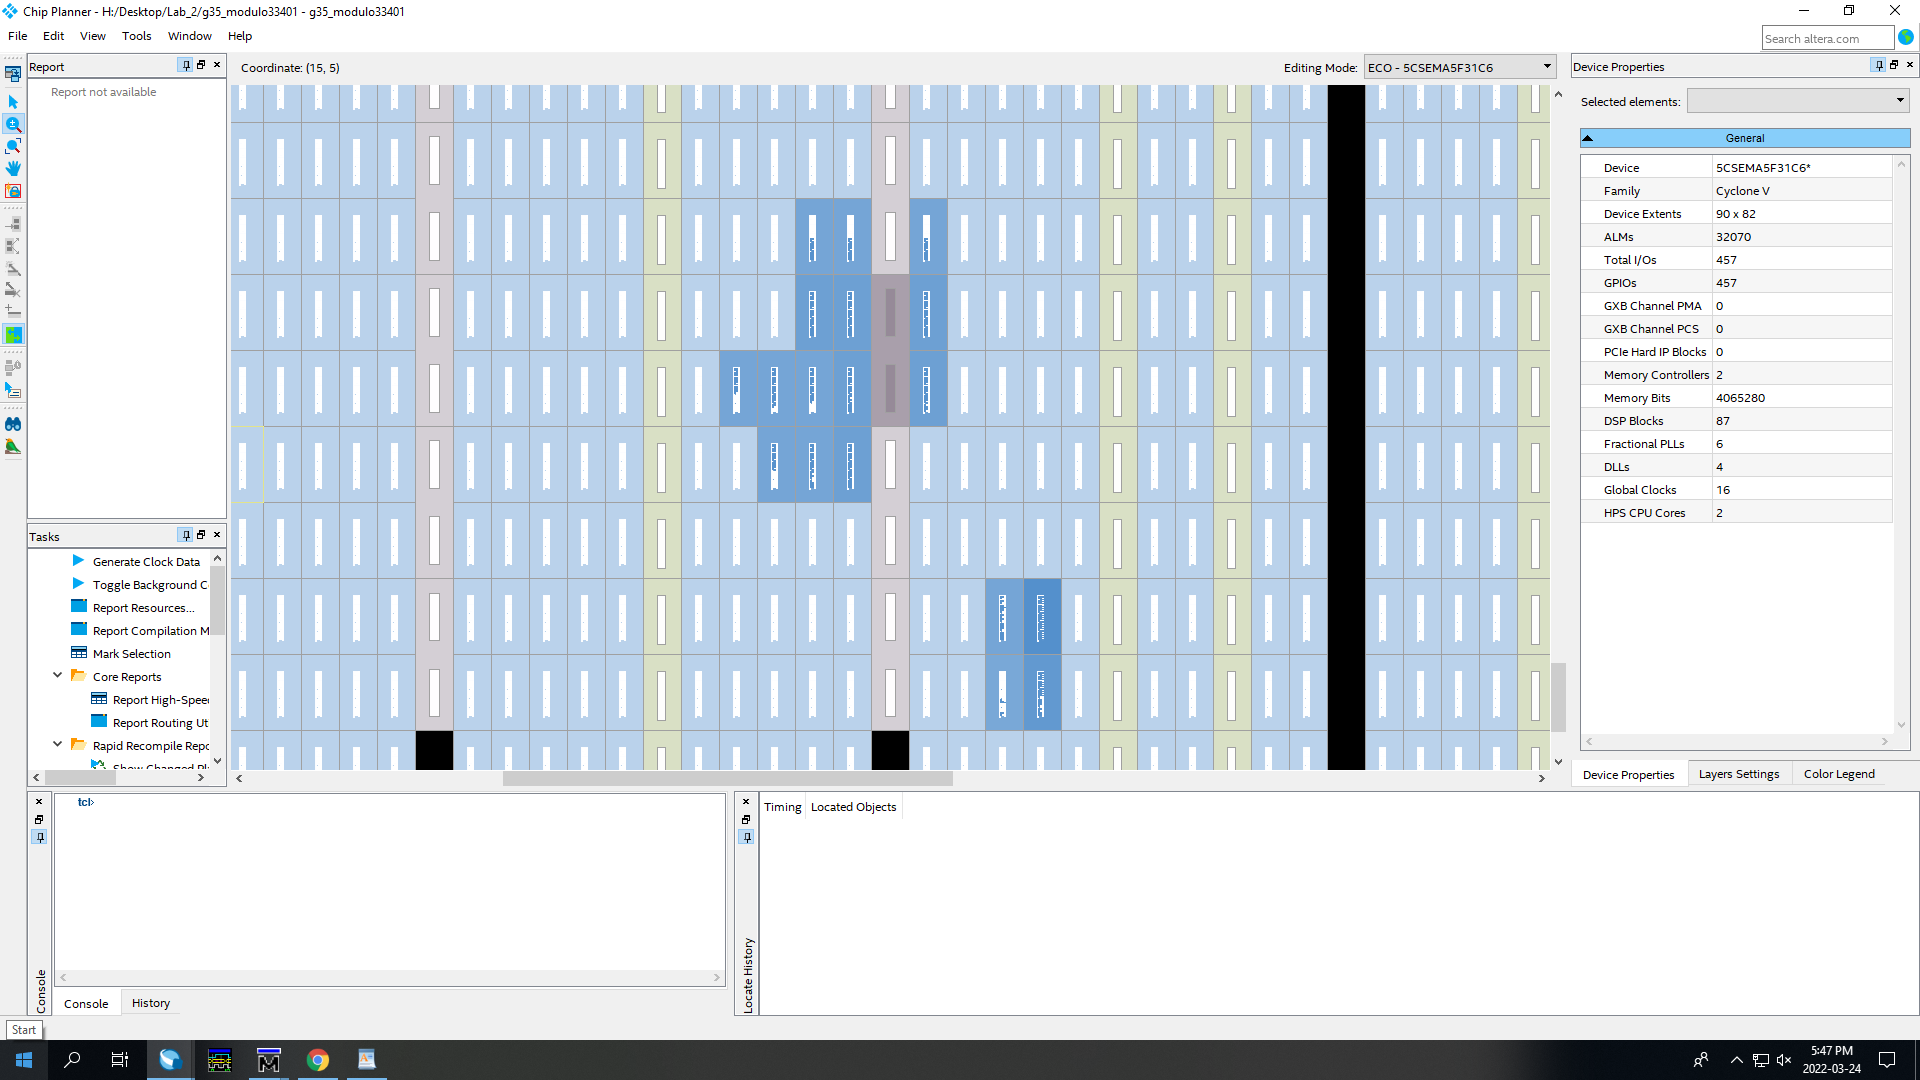 Chip Planner - H:/Desktop/Lab_2/g35_modulo33401 - g35_modulo33401
File Edit View Tools Window Help
Search altera.com
Report
Report not available
Coordinate: (15, 5)
Editing Mode: ECO - 5CSEMA5F31C6
Device Properties
Selected elements:
General
Device 5CSEMA5F31C6*
Family Cyclone V
Device Extents 90 x 82
ALMs 32070
Total I/Os 457
GPIOs 457
GXB Channel PMA 0
GXB Channel PCS 0
PCIe Hard IP Blocks 0
Memory Controllers 2
Memory Bits 4065280
DSP Blocks 87
Fractional PLLs 6
DLLs 4
Global Clocks 16
HPS CPU Cores 2
Device Properties Layers Settings Color Legend
Tasks
Generate Clock Data
Toggle Background C
Report Resources...
Report Compilation M
Mark Selection
Core Reports
Report High-Speed
Report Routing Ut
Rapid Recompile Repo
Show Changed Pl
tcl>
Console
Console History
Timing Located Objects
Locate History
Start
5:47 PM
2022-03-24